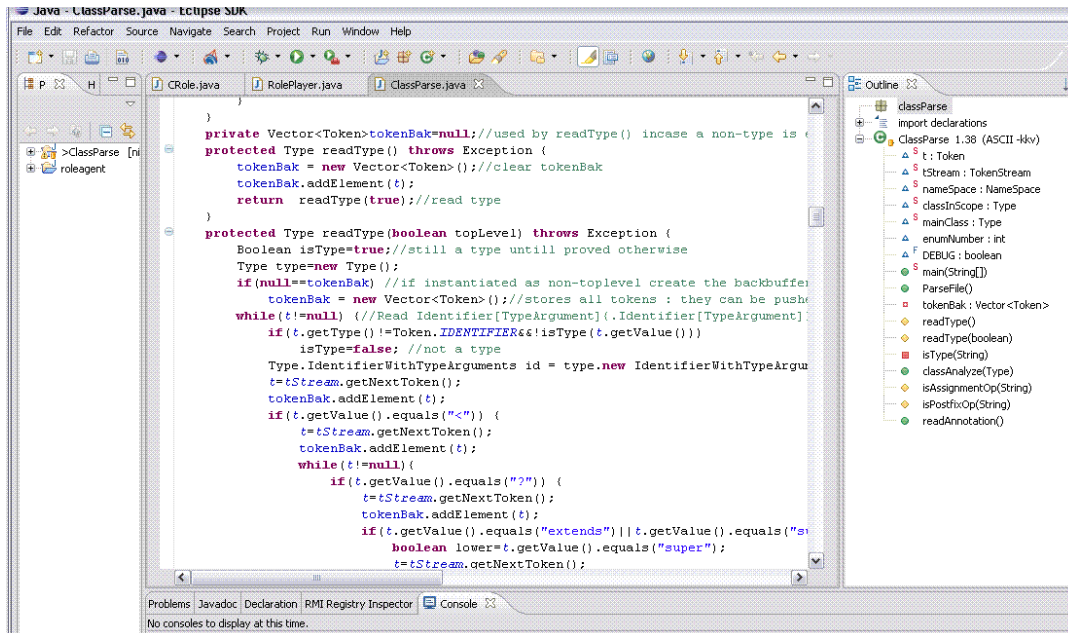 Java - ClassParse.java - Eclipse SDK
File Edit Refactor Source Navigate Search Project Run Window Help
P H
CRole.java RolePlayer.java ClassParse.java
>ClassParse [ni
roleagent
}
}
private Vector<Token>tokenBak=null;//used by readType() incase a non-type is
protected Type readType() throws Exception {
tokenBak = new Vector<Token>();//clear tokenBak
tokenBak.addElement(t);
return readType(true);//read type
}
protected Type readType(boolean topLevel) throws Exception {
Boolean isType=true;//still a type untill proved otherwise
Type type=new Type();
if(null==tokenBak) //if instantiated as non-toplevel create the backbuffer
tokenBak = new Vector<Token>();//stores all tokens : they can be pushe
while(t!=null) {//Read Identifier[TypeArgument](.Identifier[TypeArgument]
if(t.getType()!=Token.IDENTIFIER&&!isType(t.getValue()))
isType=false; //not a type
Type.IdentifierWithTypeArguments id = type.new IdentifierWithTypeArgum
t=tStream.getNextToken();
tokenBak.addElement(t);
if(t.getValue().equals("<")) {
t=tStream.getNextToken();
tokenBak.addElement(t);
while(t!=null){
if(t.getValue().equals("?")) {
t=tStream.getNextToken();
tokenBak.addElement(t);
if(t.getValue().equals("extends")||t.getValue().equals("su
boolean lower=t.getValue().equals("super");
t=tStream.getNextToken();
Outline
classParse
import declarations
ClassParse 1.38 (ASCII -kkv)
t : Token
tStream : TokenStream
nameSpace : NameSpace
classInScope : Type
mainClass : Type
enumNumber : int
DEBUG : boolean
main(String[])
ParseFile()
tokenBak : Vector<Token>
readType()
readType(boolean)
isType(String)
classAnalyze(Type)
isAssignmentOp(String)
isPostfixOp(String)
readAnnotation()
Problems Javadoc Declaration RMI Registry Inspector Console
No consoles to display at this time.